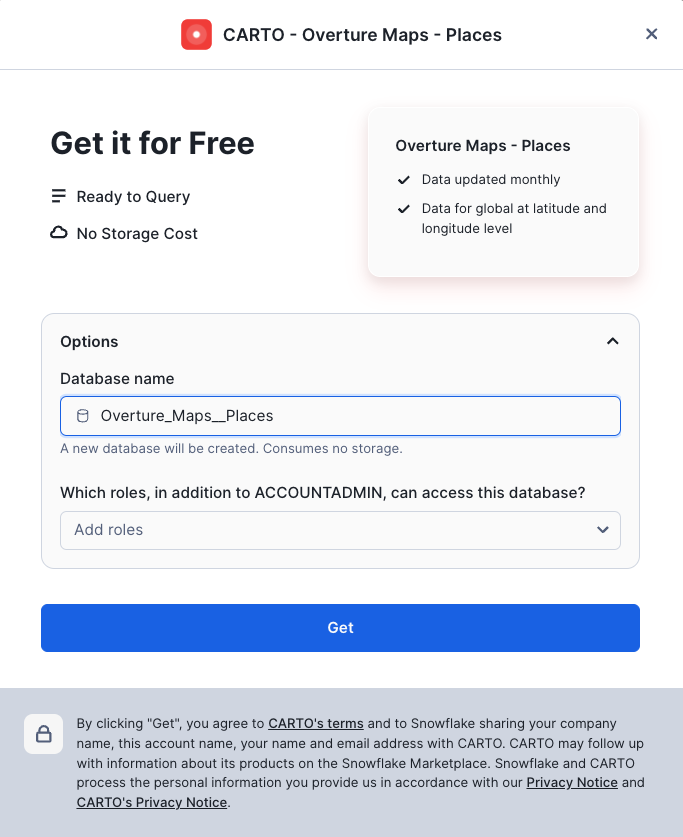 CARTO - Overture Maps - Places
Get it for Free
Ready to Query
No Storage Cost
Overture Maps - Places
Data updated monthly
Data for global at latitude and
longitude level
Options
Database name
Overture_Maps__Places
A new database will be created. Consumes no storage.
Which roles, in addition to ACCOUNTADMIN, can access this database?
Add roles
Get
By clicking "Get", you agree to CARTO's terms and to Snowflake sharing your company
name, this account name, your name and email address with CARTO. CARTO may follow up
with information about its products on the Snowflake Marketplace. Snowflake and CARTO
process the personal information you provide us in accordance with our Privacy Notice and
CARTO's Privacy Notice.